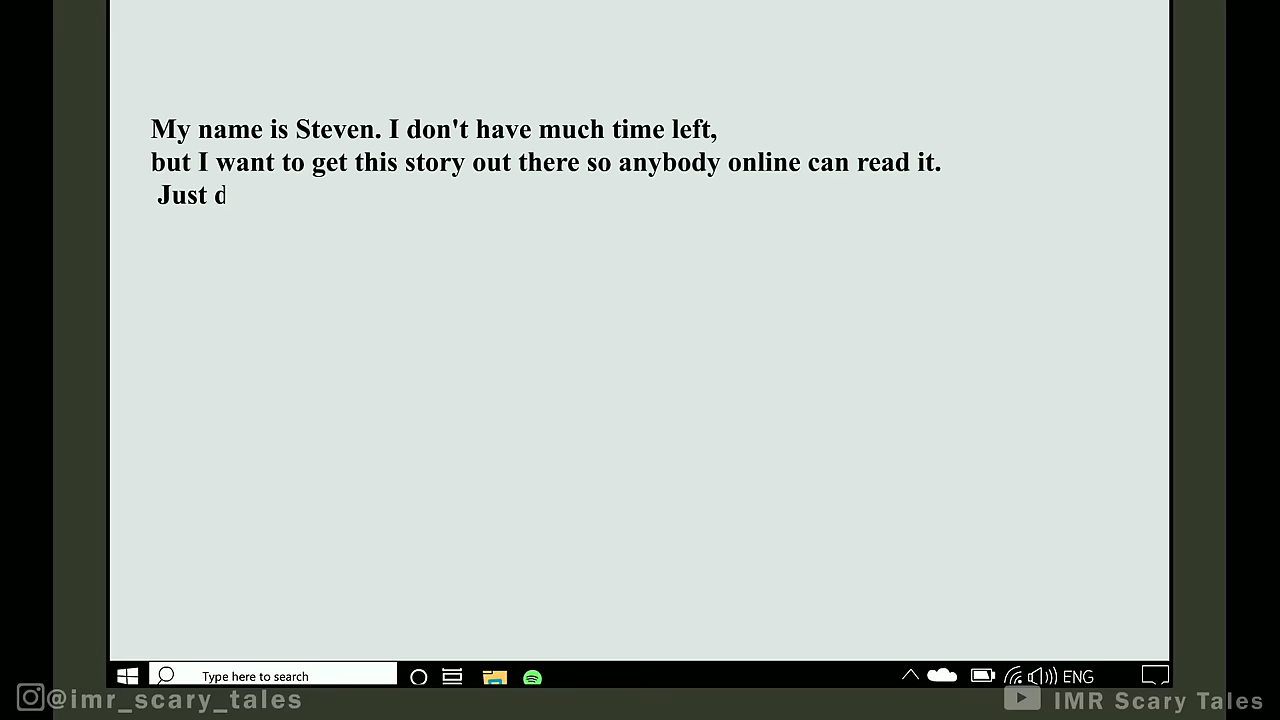 My name is Steven. I don't have much time left,
but I want to get this story out there so anybody online can read it.
Just d
Type here to search
ENG
@imr_scary_tales
IMR Scary Tales